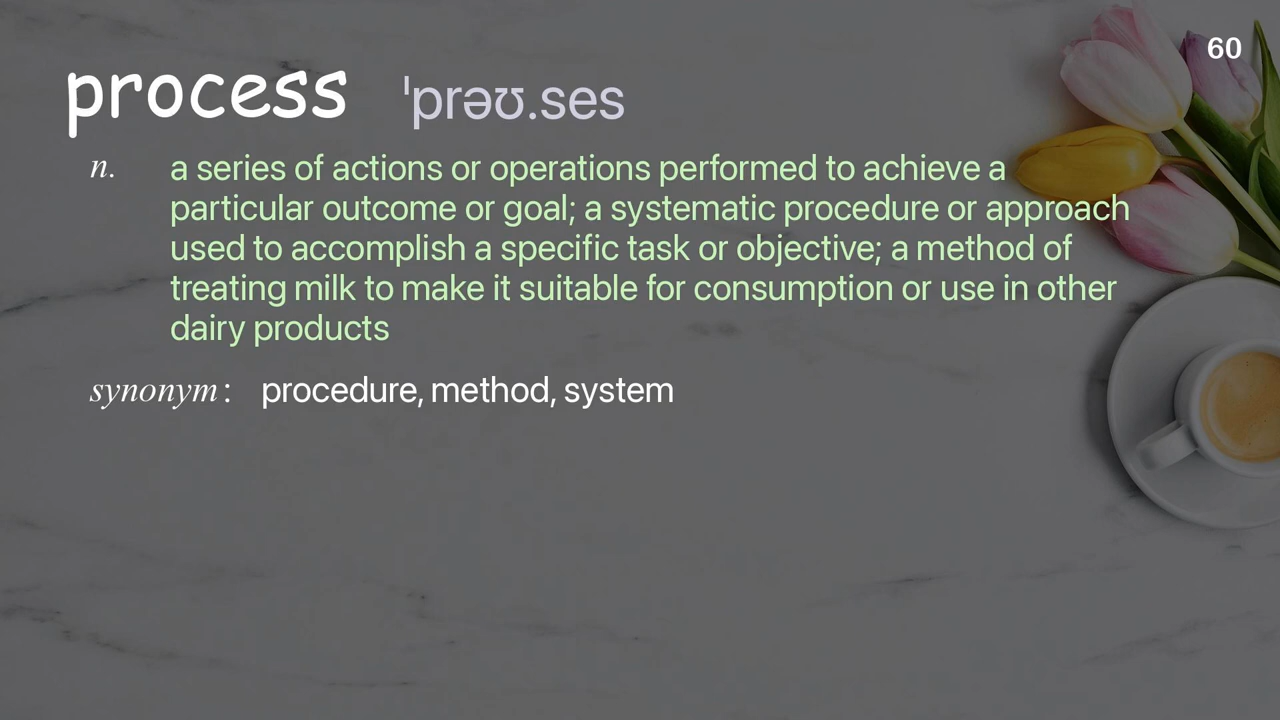 60
process ˈprəʊ.ses
n. a series of actions or operations performed to achieve a
particular outcome or goal; a systematic procedure or approach
used to accomplish a specific task or objective; a method of
treating milk to make it suitable for consumption or use in other
dairy products
synonym: procedure, method, system